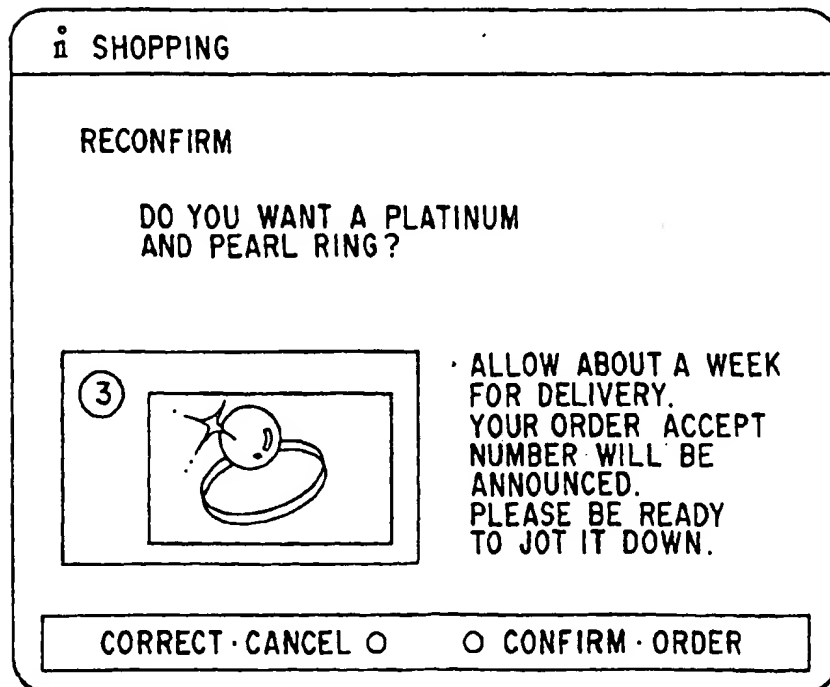 i SHOPPING
RECONFIRM
DO YOU WANT A PLATINUM
AND PEARL RING?
3
· ALLOW ABOUT A WEEK
FOR DELIVERY.
YOUR ORDER ACCEPT
NUMBER WILL BE
ANNOUNCED.
PLEASE BE READY
TO JOT IT DOWN.
CORRECT · CANCEL O O CONFIRM · ORDER